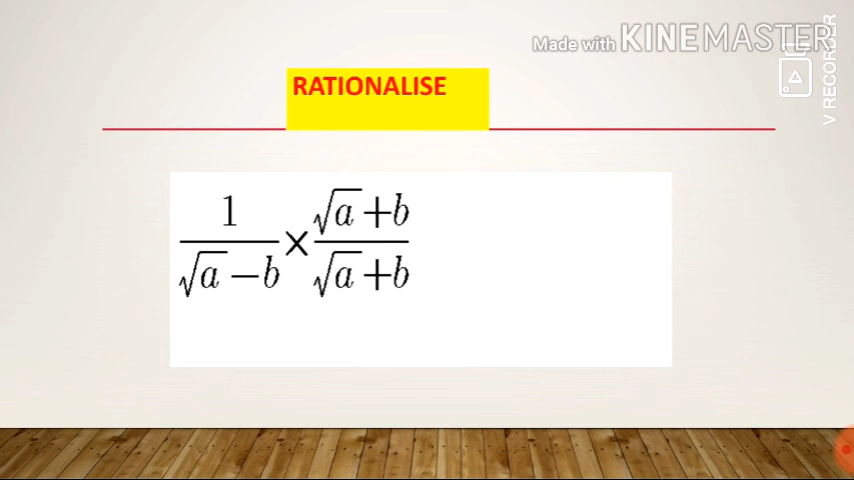 Made with KINEMASTER
V RECORDER
RATIONALISE
1/(√a − b) × (√a + b)/(√a + b)